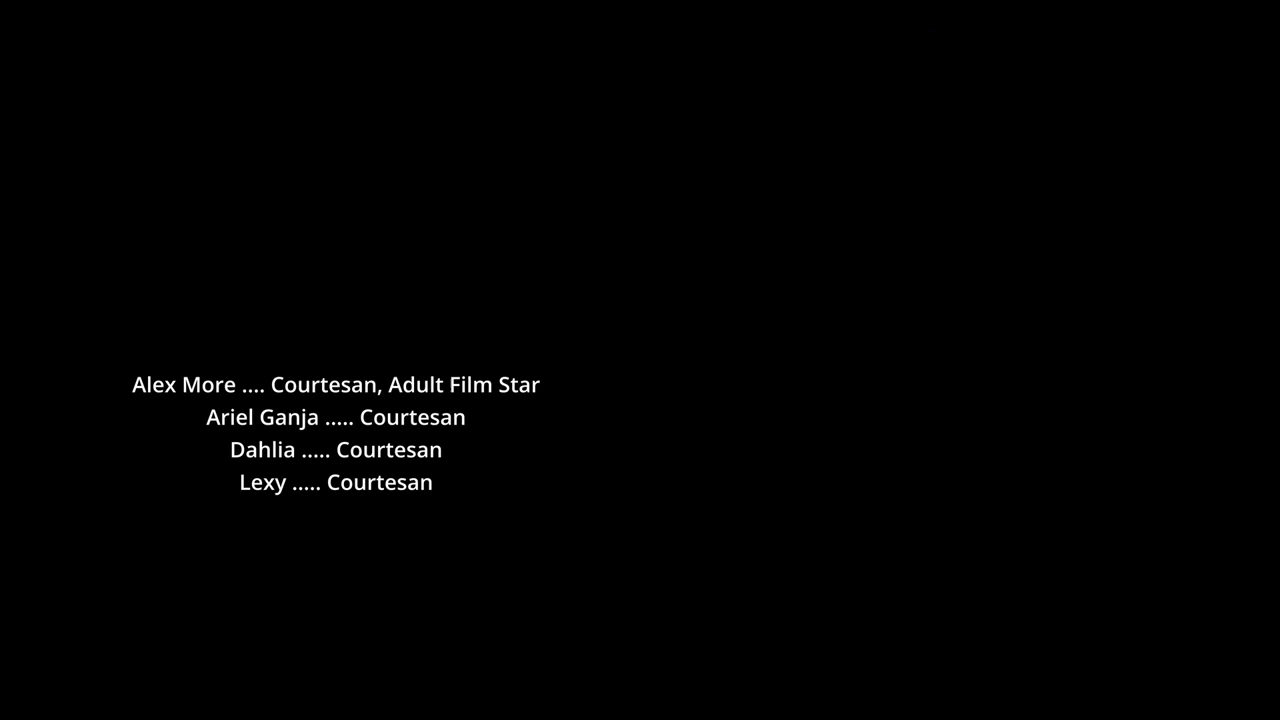 Alex More .... Courtesan, Adult Film Star
Ariel Ganja ..... Courtesan
Dahlia ..... Courtesan
Lexy ..... Courtesan